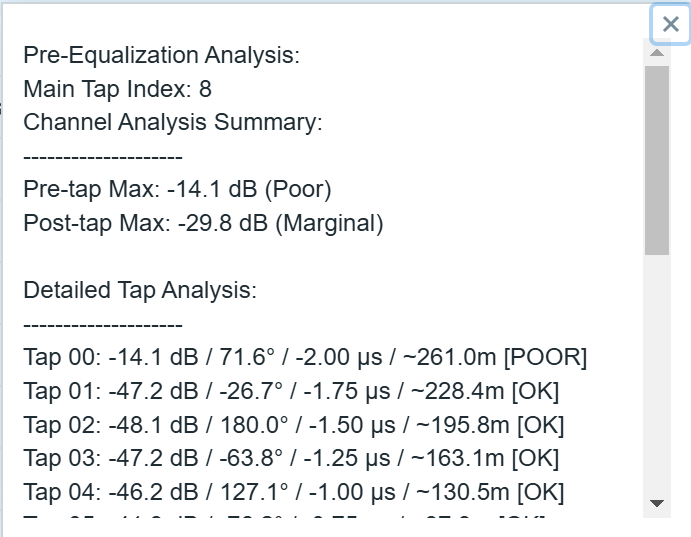 Pre-Equalization Analysis:
Main Tap Index: 8
Channel Analysis Summary:
--------------------
Pre-tap Max: -14.1 dB (Poor)
Post-tap Max: -29.8 dB (Marginal)
Detailed Tap Analysis:
--------------------
Tap 00: -14.1 dB / 71.6° / -2.00 µs / ~261.0m [POOR]
Tap 01: -47.2 dB / -26.7° / -1.75 µs / ~228.4m [OK]
Tap 02: -48.1 dB / 180.0° / -1.50 µs / ~195.8m [OK]
Tap 03: -47.2 dB / -63.8° / -1.25 µs / ~163.1m [OK]
Tap 04: -46.2 dB / 127.1° / -1.00 µs / ~130.5m [OK]